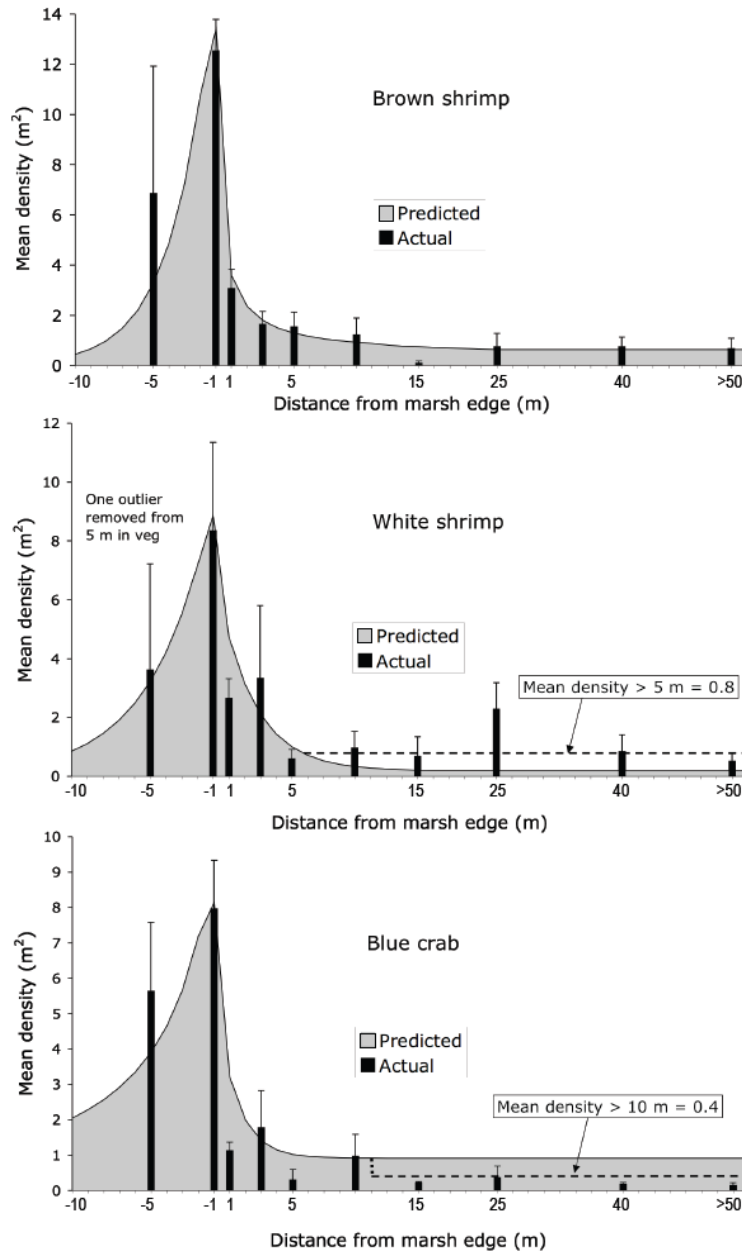 14
12
10
8
6
4
2
0
Mean density (m²)
Brown shrimp
Predicted
Actual
-10 -5 -1 1 5 15 25 40 >50
Distance from marsh edge (m)
12
10
8
6
4
2
0
Mean density (m²)
One outlier
removed from
5 m in veg
White shrimp
Predicted
Actual
Mean density > 5 m = 0.8
-10 -5 -1 1 5 15 25 40 >50
Distance from marsh edge (m)
10
9
8
7
6
5
4
3
2
1
0
Mean density (m²)
Blue crab
Predicted
Actual
Mean density > 10 m = 0.4
-10 -5 -1 1 5 15 25 40 >50
Distance from marsh edge (m)